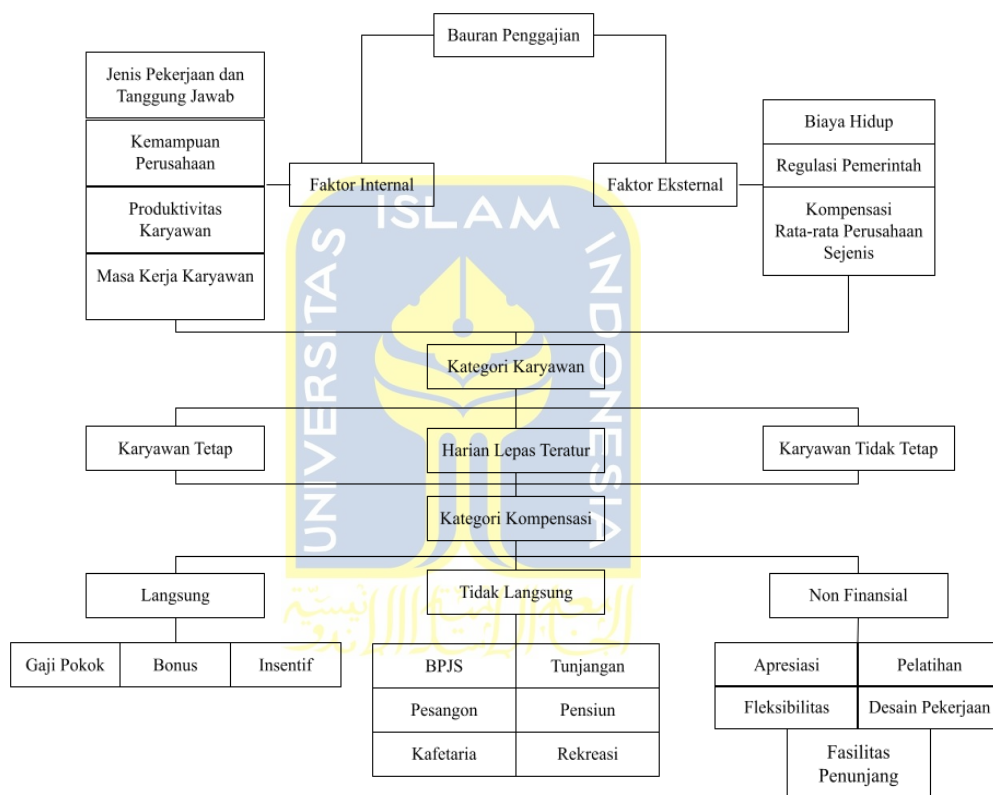 Bauran Penggajian
Jenis Pekerjaan dan
Tanggung Jawab
Kemampuan
Perusahaan
Produktivitas
Karyawan
Masa Kerja Karyawan
Faktor Internal
Faktor Eksternal
Biaya Hidup
Regulasi Pemerintah
Kompensasi
Rata-rata Perusahaan
Sejenis
UNIVERSITAS
ISLAM
INDONESIA
Kategori Karyawan
Karyawan Tetap
Harian Lepas Teratur
Karyawan Tidak Tetap
Kategori Kompensasi
Langsung
Tidak Langsung
Non Finansial
Gaji Pokok
Bonus
Insentif
BPJS
Tunjangan
Pesangon
Pensiun
Kafetaria
Rekreasi
Apresiasi
Pelatihan
Fleksibilitas
Desain Pekerjaan
Fasilitas
Penunjang